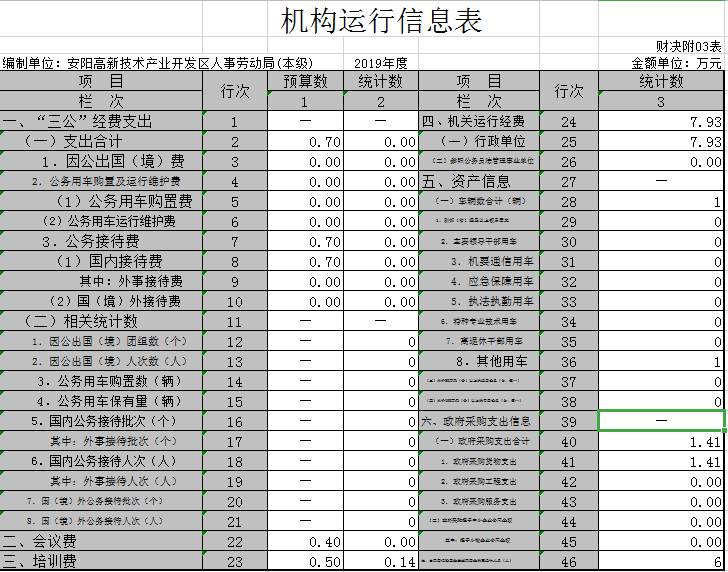 机构运行信息表
财决附03表
编制单位：安阳高新技术产业开发区人事劳动局(本级) 2019年度 金额单位：万元
项 目 行次 预算数 统计数 项 目 行次 统计数
栏 次 1 2 栏 次 3
一、“三公”经费支出 1 — — 四、机关运行经费 24 7.93
（一）支出合计 2 0.70 0.00 （一）行政单位 25 7.93
1．因公出国（境）费 3 0.00 0.00 （二）参照公务员法管理事业单位 26 0.00
2．公务用车购置及运行维护费 4 0.00 0.00 五、资产信息 27 —
（1）公务用车购置费 5 0.00 0.00 （一）车辆数合计（辆） 28 1
（2）公务用车运行维护费 6 0.00 0.00 29 0
3．公务接待费 7 0.70 0.00 2．主要领导干部用车 30 0
（1）国内接待费 8 0.70 0.00 3．机要通信用车 31 0
其中：外事接待费 9 0.00 0.00 4．应急保障用车 32 0
（2）国（境）外接待费 10 0.00 0.00 5．执法执勤用车 33 0
（二）相关统计数 11 — — 6．特种专业技术用车 34 0
1．因公出国（境）团组数（个） 12 — 0 7．离退休干部用车 35 0
2．因公出国（境）人次数（人） 13 — 0 8．其他用车 36 1
3．公务用车购置数（辆） 14 — 0 37 0
4．公务用车保有量（辆） 15 — 0 38 0
5．国内公务接待批次（个） 16 — 0 六、政府采购支出信息 39 —
其中：外事接待批次（个） 17 — 0 （一）政府采购支出合计 40 1.41
6．国内公务接待人次（人） 18 — 0 1．政府采购货物支出 41 1.41
其中：外事接待人次（人） 19 — 0 2．政府采购工程支出 42 0.00
7．国（境）外公务接待批次（个） 20 — 0 3．政府采购服务支出 43 0.00
8．国（境）外公务接待人次（人） 21 — 0 （二）政府采购授予中小企业合同金额 44 0.00
二、会议费 22 0.40 0.00 其中：授予小微企业合同金额 45 0.00
三、培训费 23 0.50 0.14 46 6